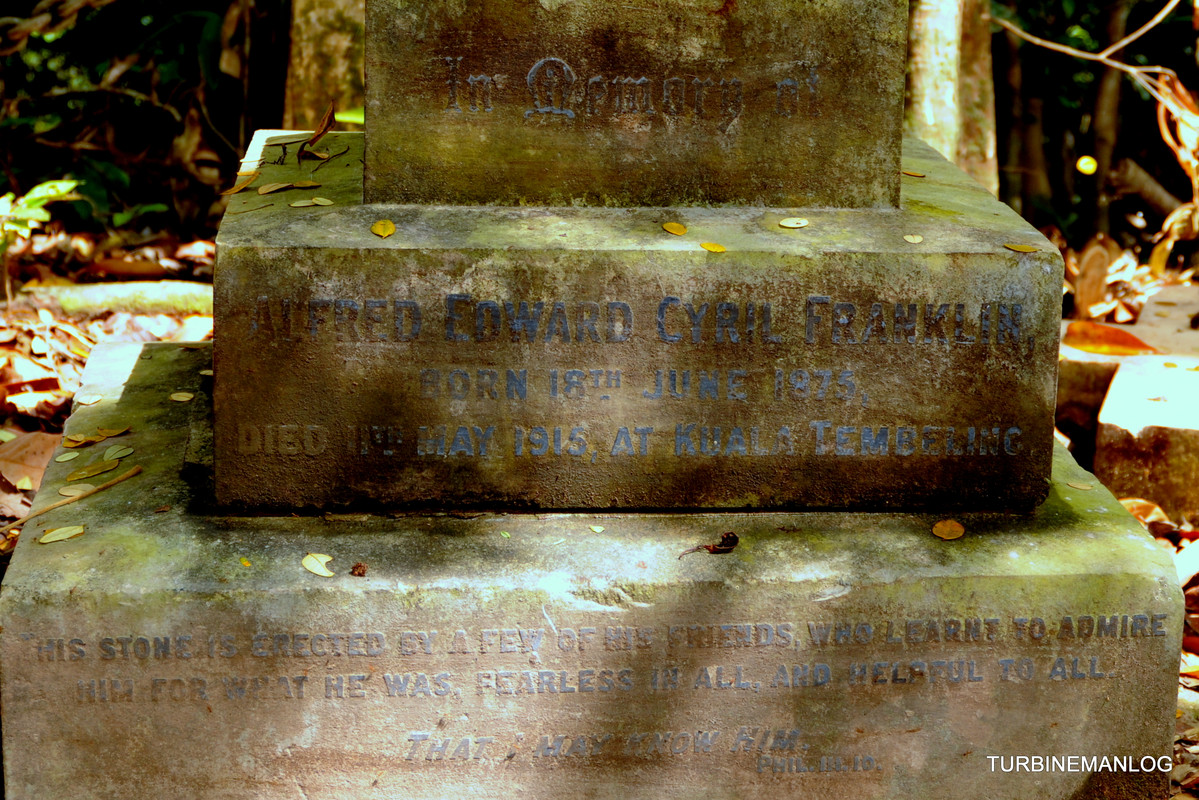 In Memory of
ALFRED EDWARD CYRIL FRANKLIN,
BORN 18TH JUNE 1875,
DIED MAY 1915, AT KUALA TEMBELING.
THIS STONE IS ERECTED BY A FEW OF HIS FRIENDS, WHO LEARNT TO ADMIRE
HIM FOR WHAT HE WAS, FEARLESS IN ALL, AND HELPFUL TO ALL.
THAT I MAY KNOW HIM.
PHIL.
TURBINEMANLOG